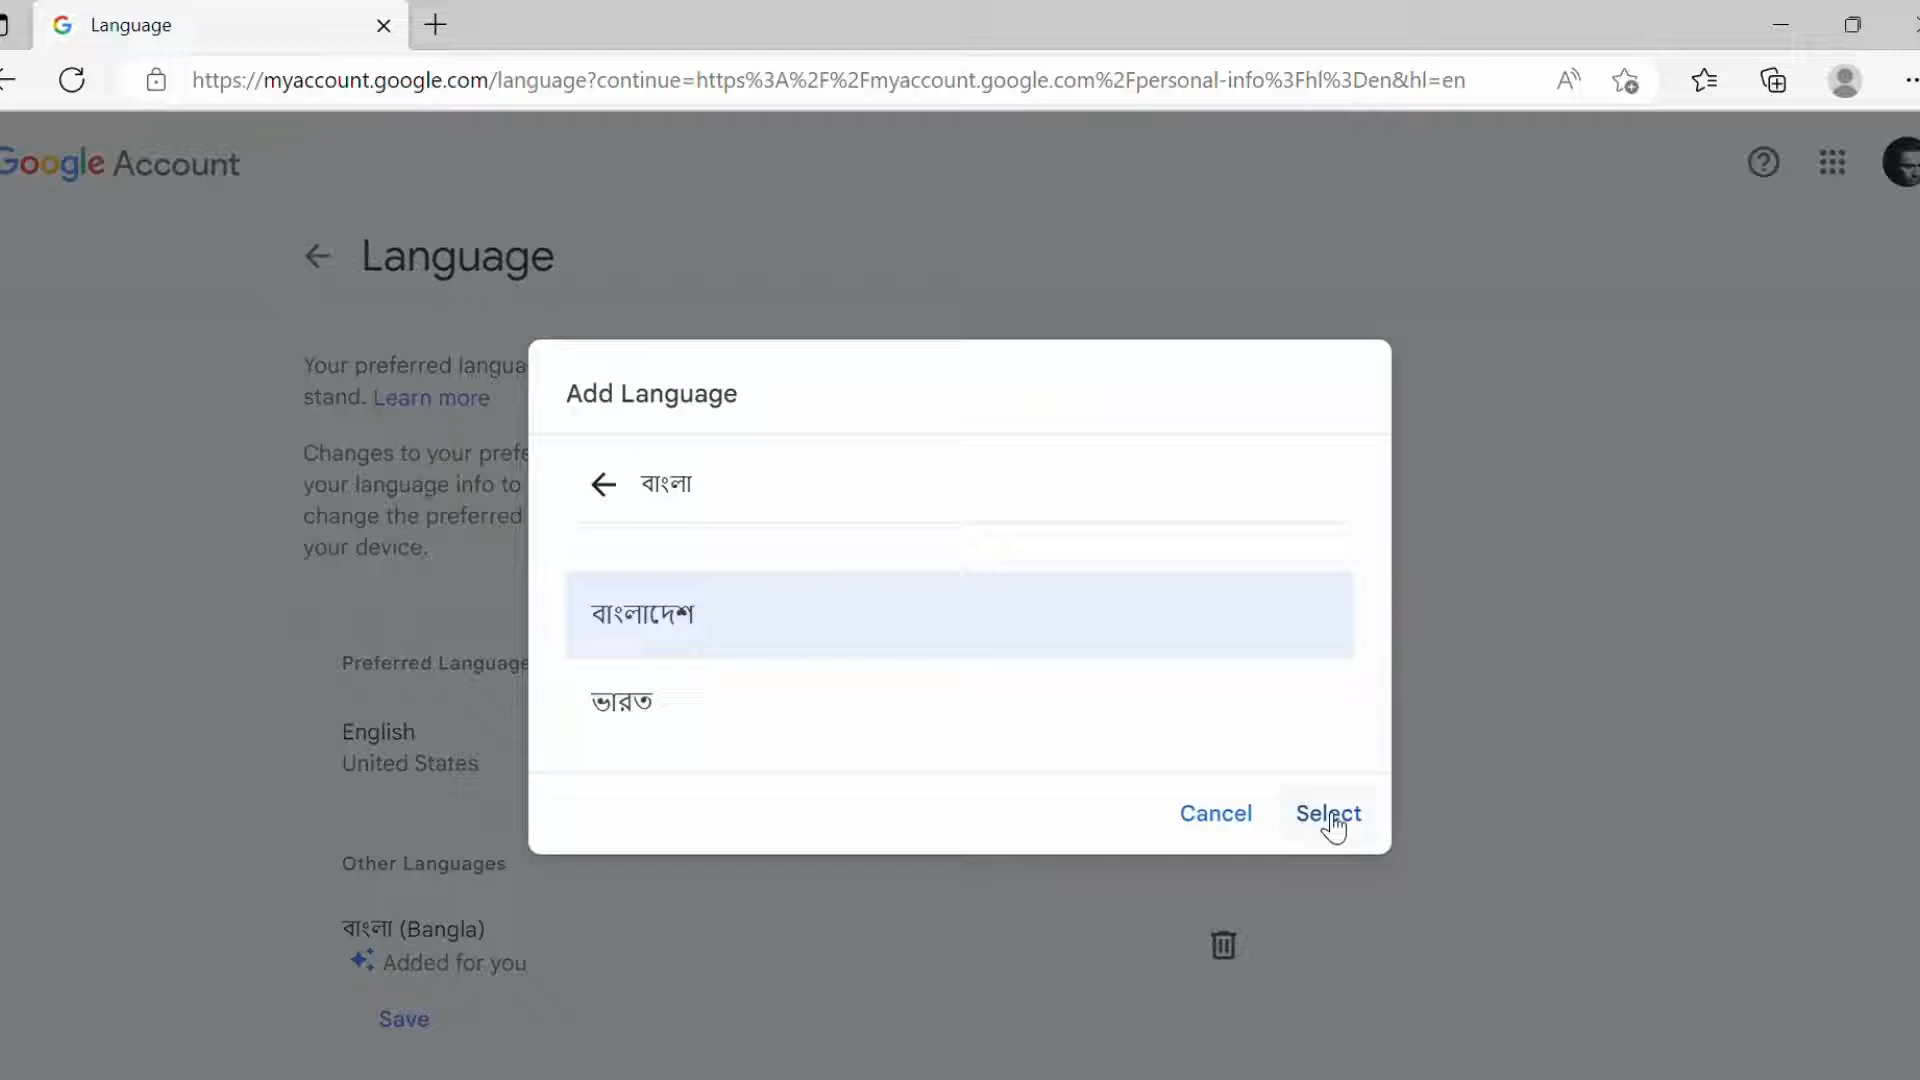 Language
https://myaccount.google.com/language?continue=https%3A%2F%2Fmyaccount.google.com%2Fpersonal-info%3Fhl%3Den&hl=en
Google Account
Language
Your preferred langua
stand. Learn more
Changes to your prefe
your language info to
change the preferred
your device.
Add Language
বাংলা
বাংলাদেশ
ভারত
Cancel
Select
Preferred Language
English
United States
Other Languages
বাংলা (Bangla)
Added for you
Save